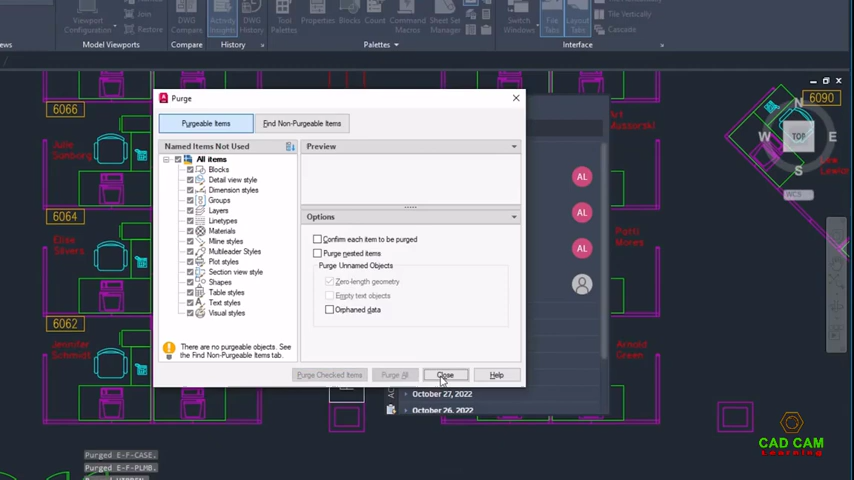 Viewport
Configuration
Join
Restore
Model Viewports
DWG
Compare
Compare
Activity
Insights
DWG
History
History
Tool
Palettes
Properties
Blocks
Count
Command
Macros
Sheet Set
Manager
Palettes
Switch
Windows
File
Tabs
Layout
Tabs
Tile Vertically
Cascade
Interface
6066
6064
Elise
6062
Jennifer
Schmidt
Purge
Purgeable Items
Find Non-Purgeable Items
Named Items Not Used
All items
Blocks
Detail view style
Dimension styles
Groups
Layers
Linetypes
Materials
Mline styles
Multileader Styles
Plot styles
Section view style
Shapes
Table styles
Text styles
Visual styles
There are no purgeable objects. See
the Find Non-Purgeable Items tab.
Preview
Options
Confirm each item to be purged
Purge nested items
Purge Unnamed Objects
Zero-length geometry
Empty text objects
Orphaned data
Purge Checked Items
Purge All
Close
Help
AL
AL
AL
October 27, 2022
October 26, 2022
Patti
Mores
Arnold
Green
6090
N
W
TOP
E
S
WCS
Purged E-F-CASE.
Purged E-F-PLMB.
CAD CAM
Learning